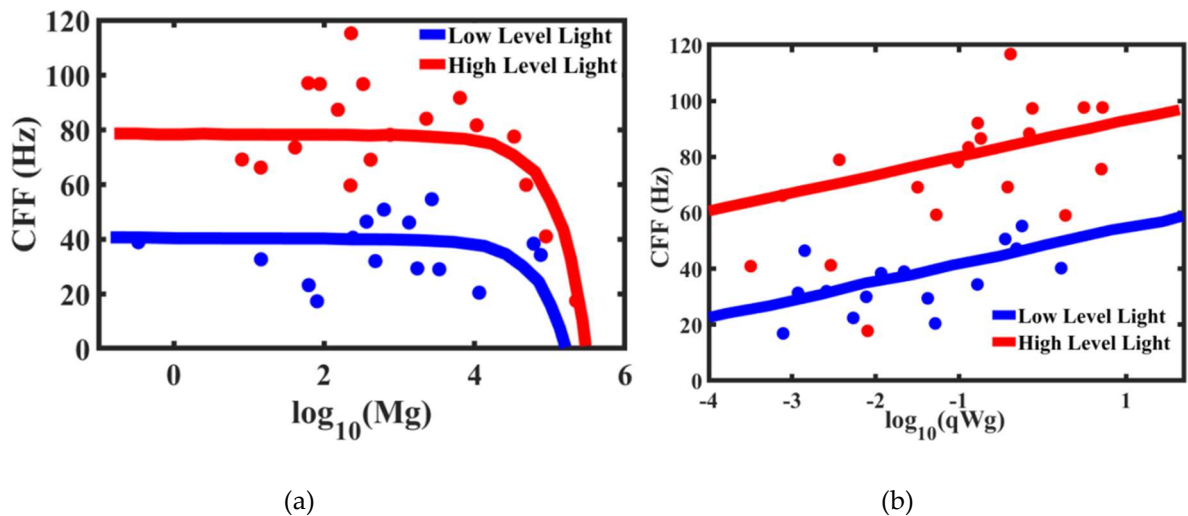 120
100
80
60
40
20
0
CFF (Hz)
Low Level Light
High Level Light
0 2 4 6
log10(Mg)
(a)
120
100
80
60
40
20
0
CFF (Hz)
Low Level Light
High Level Light
-4 -3 -2 -1 1
log10(qWg)
(b)